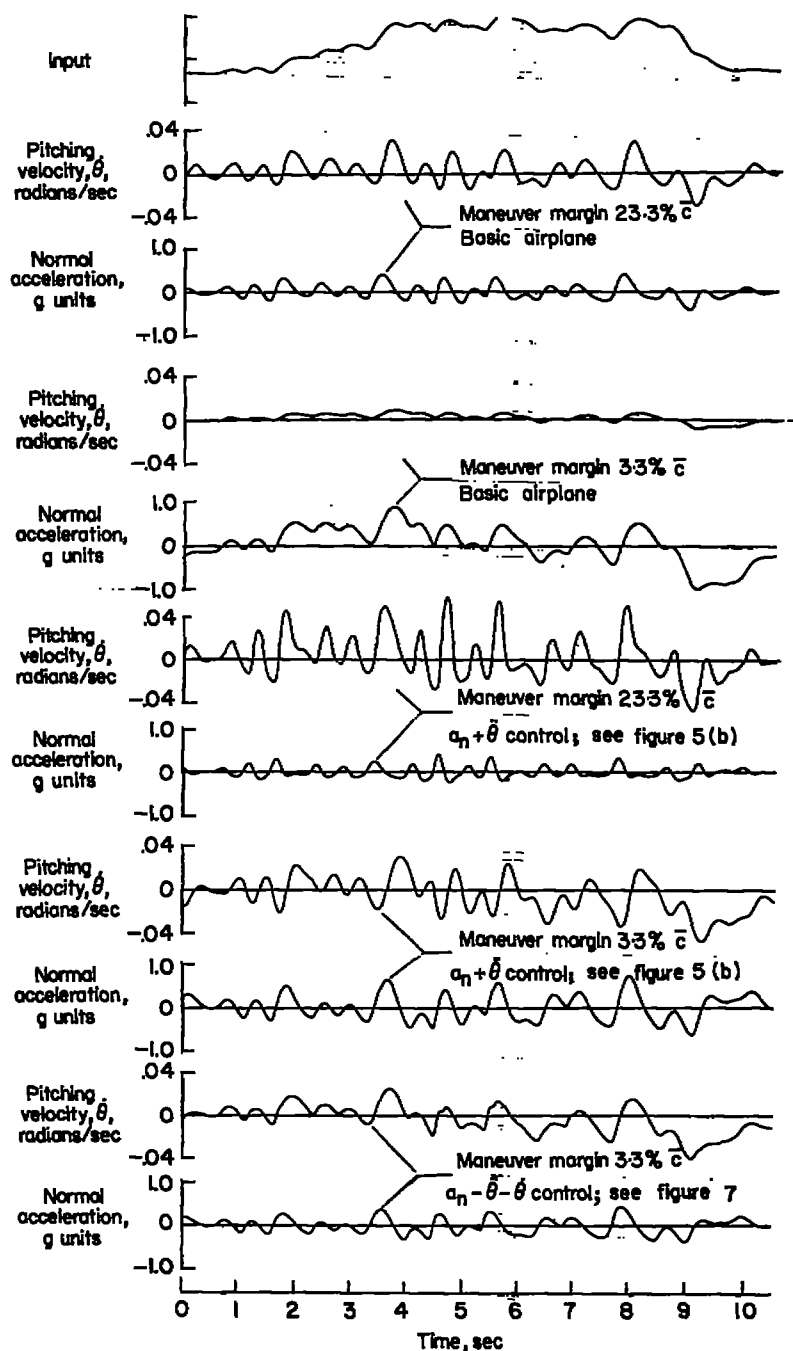 Input
.04
Pitching
velocity, θ̇,
radians/sec
0
-.04
Maneuver margin 23.3% c̄
Basic airplane
1.0
Normal
acceleration,
g units
0
-1.0
.04
Pitching
velocity, θ̇,
radians/sec
0
-.04
Maneuver margin 3.3% c̄
Basic airplane
1.0
Normal
acceleration,
g units
0
-1.0
.04
Pitching
velocity, θ̇,
radians/sec
0
-.04
Maneuver margin 23.3% c̄
aₙ + θ̈ control; see figure 5(b)
1.0
Normal
acceleration,
g units
0
-1.0
.04
Pitching
velocity, θ̇,
radians/sec
0
-.04
Maneuver margin 3.3% c̄
aₙ + θ̈ control; see figure 5(b)
1.0
Normal
acceleration,
g units
0
-1.0
.04
Pitching
velocity, θ̇,
radians/sec
0
-.04
Maneuver margin 3.3% c̄
aₙ - θ̈ - θ̇ control; see figure 7
1.0
Normal
acceleration,
g units
0
-1.0
0 1 2 3 4 5 6 7 8 9 10
Time, sec